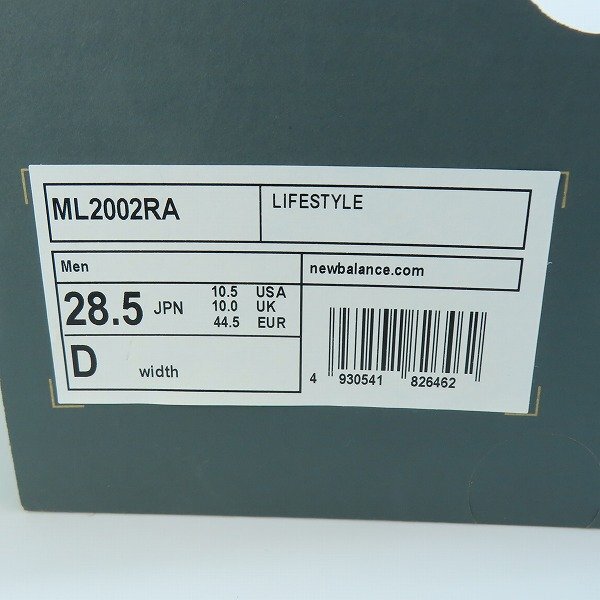 ML2002RA
LIFESTYLE
Men
newbalance.com
28.5 JPN
10.5 USA
10.0 UK
44.5 EUR
D width
4 930541 826462